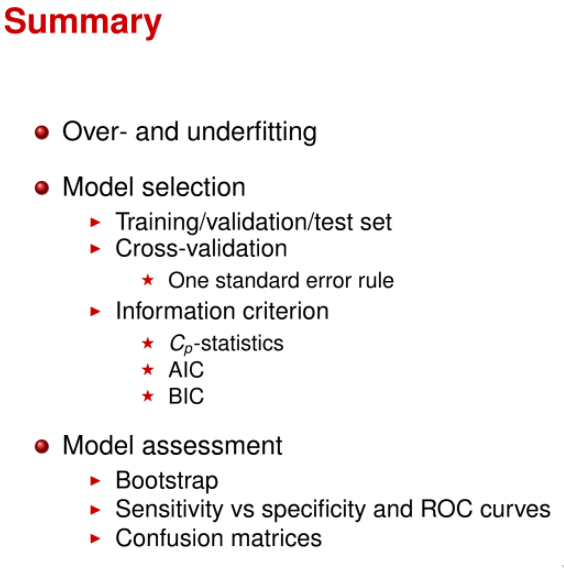 Summary
Over- and underfitting
Model selection
Training/validation/test set
Cross-validation
One standard error rule
Information criterion
Cp-statistics
AIC
BIC
Model assessment
Bootstrap
Sensitivity vs specificity and ROC curves
Confusion matrices